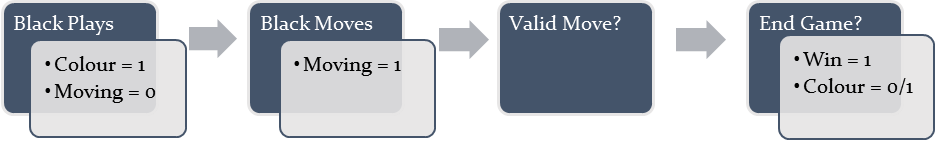 Black Plays
• Colour = 1
• Moving = 0
Black Moves
• Moving = 1
Valid Move?
End Game?
• Win = 1
• Colour = 0/1